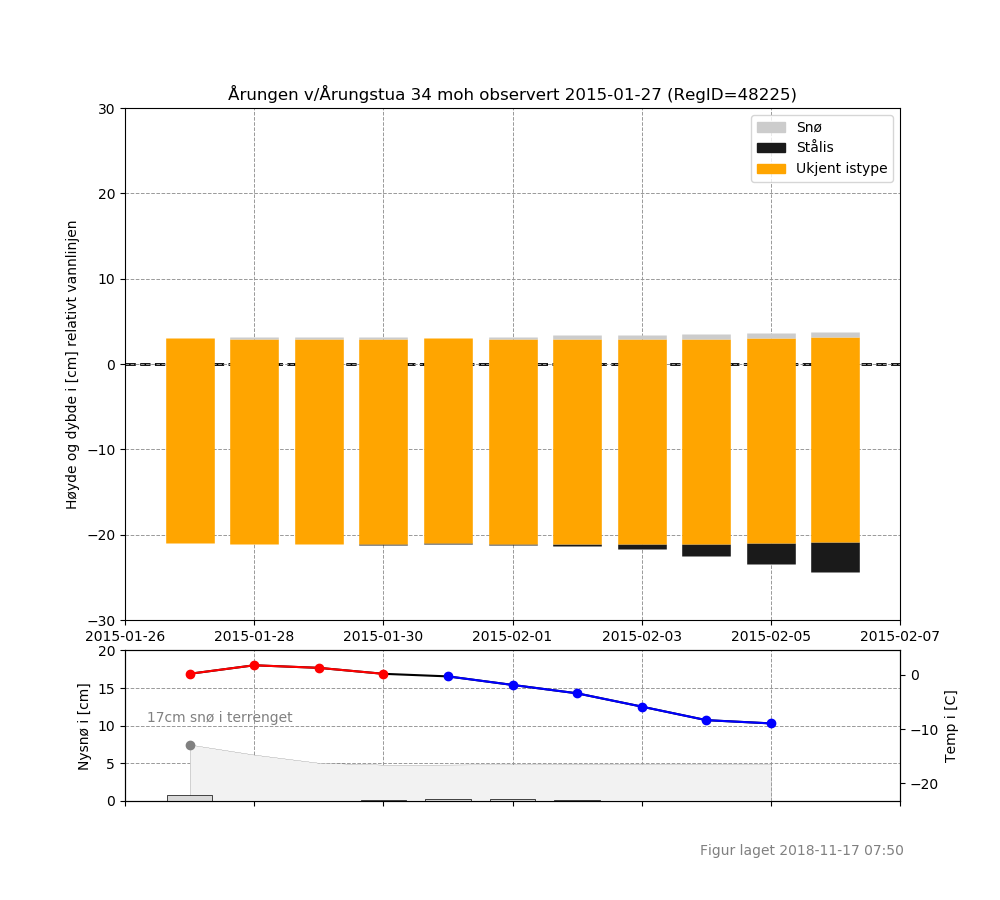 Årungen v/Årungstua 34 moh observert 2015-01-27 (RegID=48225)
Snø
Stålis
Ukjent istype
Høyde og dybde i [cm] relativt vannlinjen
30
20
10
0
−10
−20
−30
2015-01-26 2015-01-28 2015-01-30 2015-02-01 2015-02-03 2015-02-05 2015-02-07
Nysnø i [cm]
20
15
10
5
0
17cm snø i terrenget
0
−10
−20
Temp i [C]
Figur laget 2018-11-17 07:50